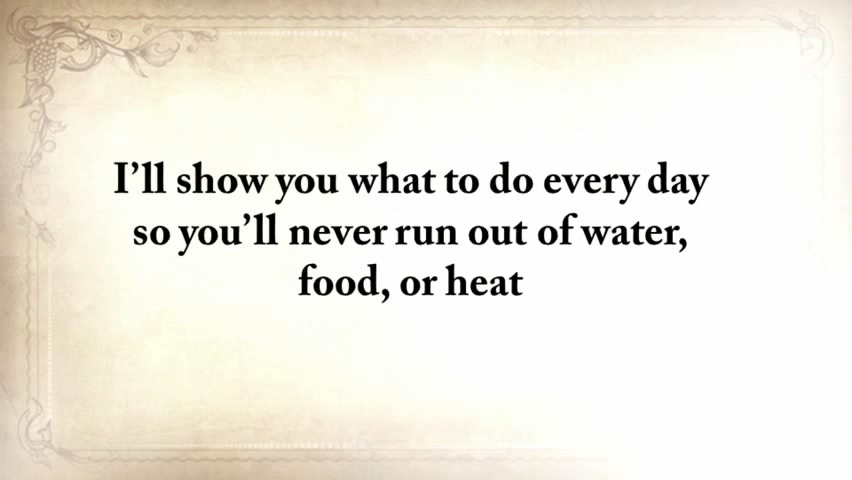 I’ll show you what to do every day
so you’ll never run out of water,
food, or heat